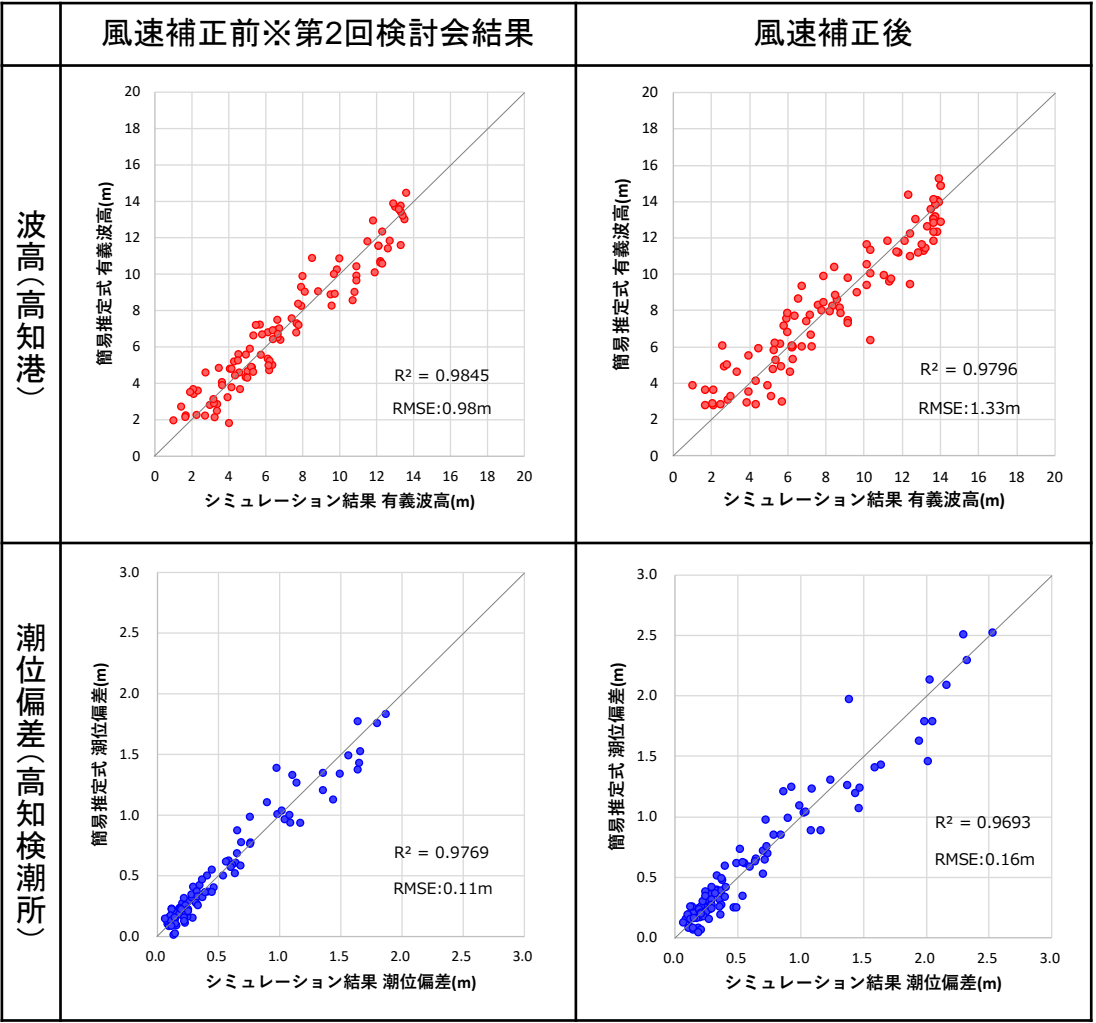 風速補正前※第2回検討会結果
風速補正後
波高(高知港)
簡易推定式 有義波高(m)
20
18
16
14
12
10
8
6
4
2
0
R² = 0.9845
RMSE:0.98m
0 2 4 6 8 10 12 14 16 18 20
シミュレーション結果 有義波高(m)
簡易推定式 有義波高(m)
20
18
16
14
12
10
8
6
4
2
0
R² = 0.9796
RMSE:1.33m
0 2 4 6 8 10 12 14 16 18 20
シミュレーション結果 有義波高(m)
潮位偏差(高知検潮所)
簡易推定式 潮位偏差(m)
3.0
2.5
2.0
1.5
1.0
0.5
0.0
R² = 0.9769
RMSE:0.11m
0.0 0.5 1.0 1.5 2.0 2.5 3.0
シミュレーション結果 潮位偏差(m)
簡易推定式 潮位偏差(m)
3.0
2.5
2.0
1.5
1.0
0.5
0.0
R² = 0.9693
RMSE:0.16m
0.0 0.5 1.0 1.5 2.0 2.5 3.0
シミュレーション結果 潮位偏差(m)